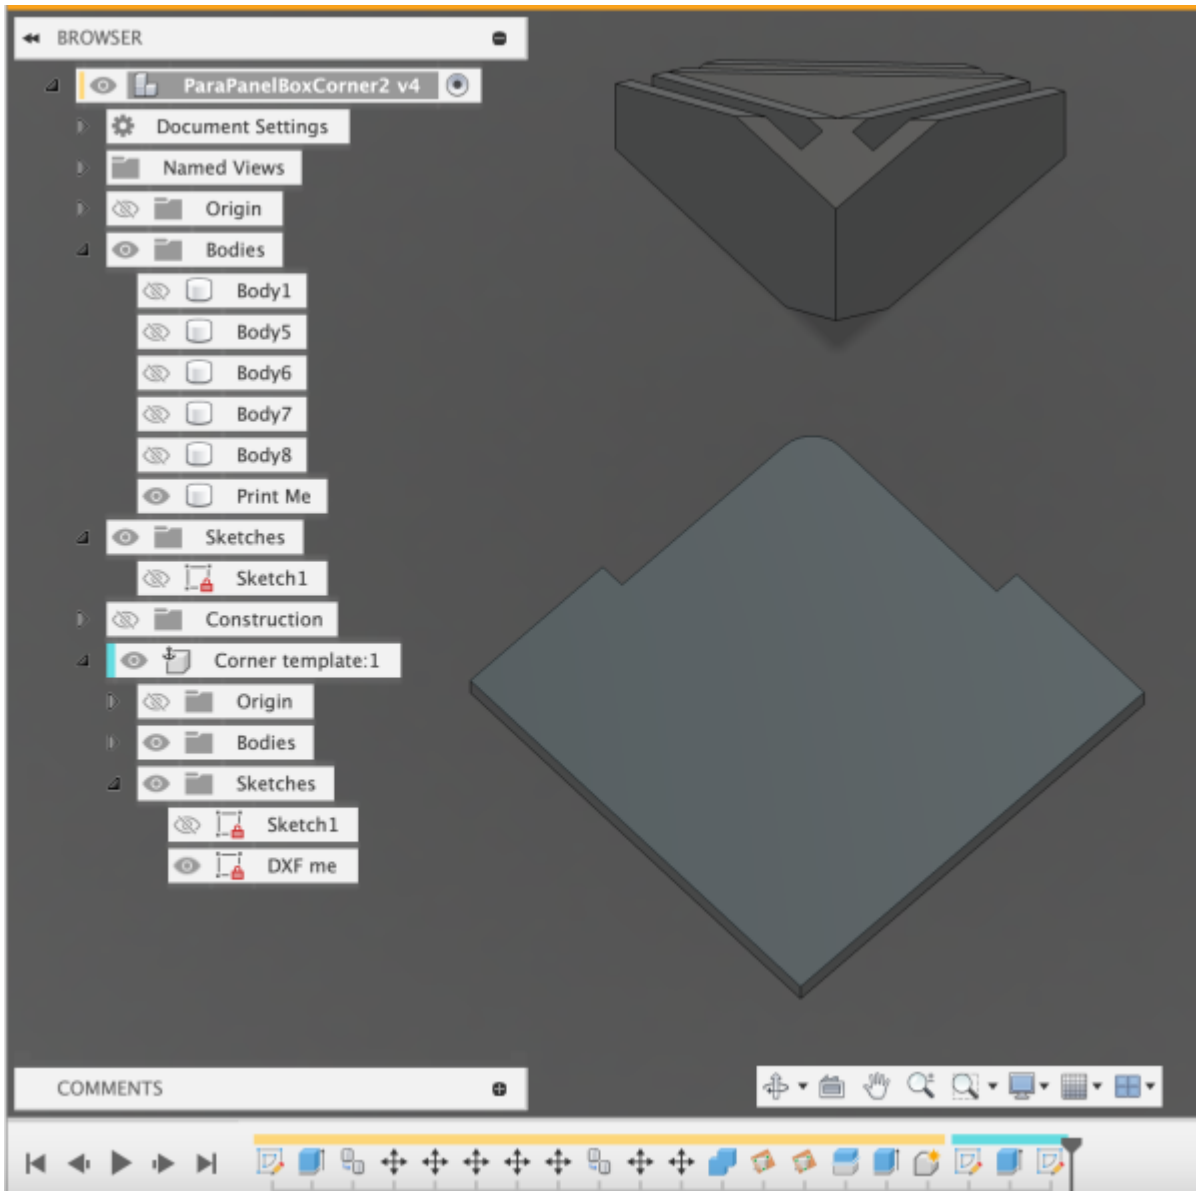 BROWSER
ParaPanelBoxCorner2 v4
Document Settings
Named Views
Origin
Bodies
Body1
Body5
Body6
Body7
Body8
Print Me
Sketches
Sketch1
Construction
Corner template:1
Origin
Bodies
Sketches
Sketch1
DXF me
COMMENTS